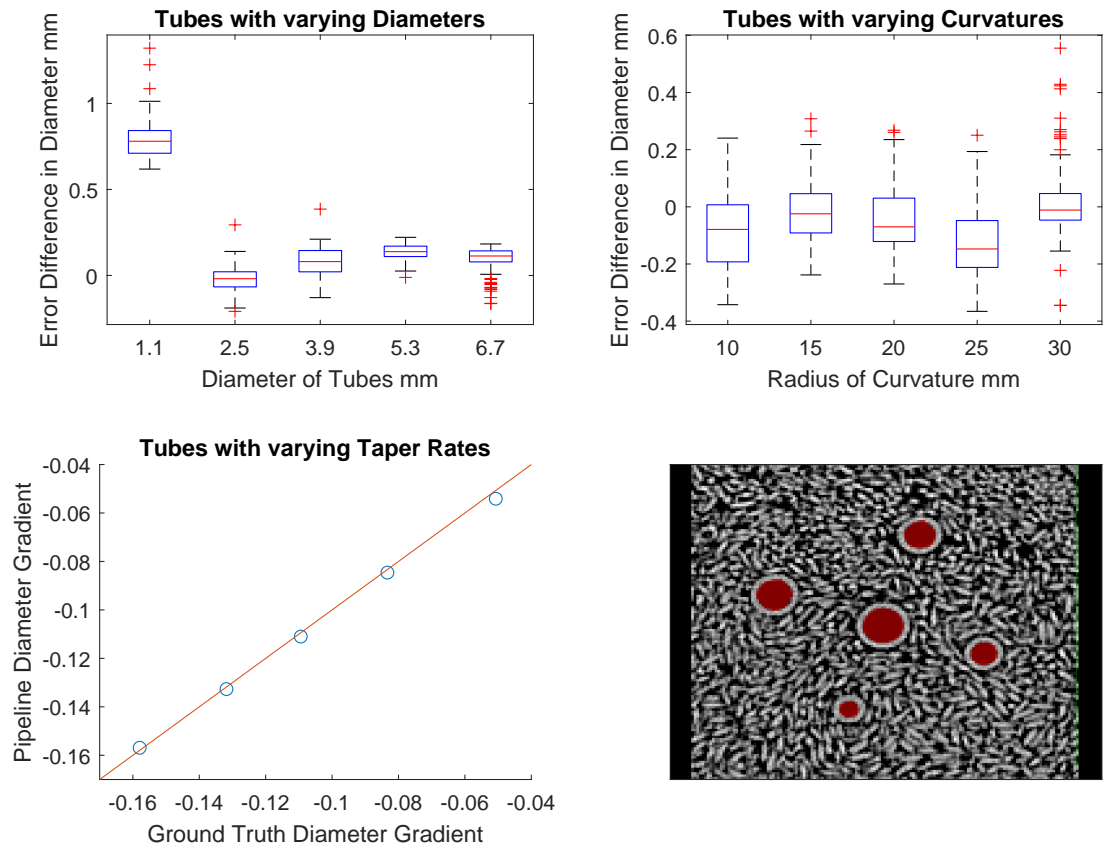 Tubes with varying Diameters
Error Difference in Diameter mm
1
0.5
0
1.1 2.5 3.9 5.3 6.7
Diameter of Tubes mm
Tubes with varying Curvatures
Error Difference in Diameter mm
0.6
0.4
0.2
0
-0.2
-0.4
10 15 20 25 30
Radius of Curvature mm
Tubes with varying Taper Rates
Pipeline Diameter Gradient
-0.04
-0.06
-0.08
-0.1
-0.12
-0.14
-0.16
-0.16 -0.14 -0.12 -0.1 -0.08 -0.06 -0.04
Ground Truth Diameter Gradient